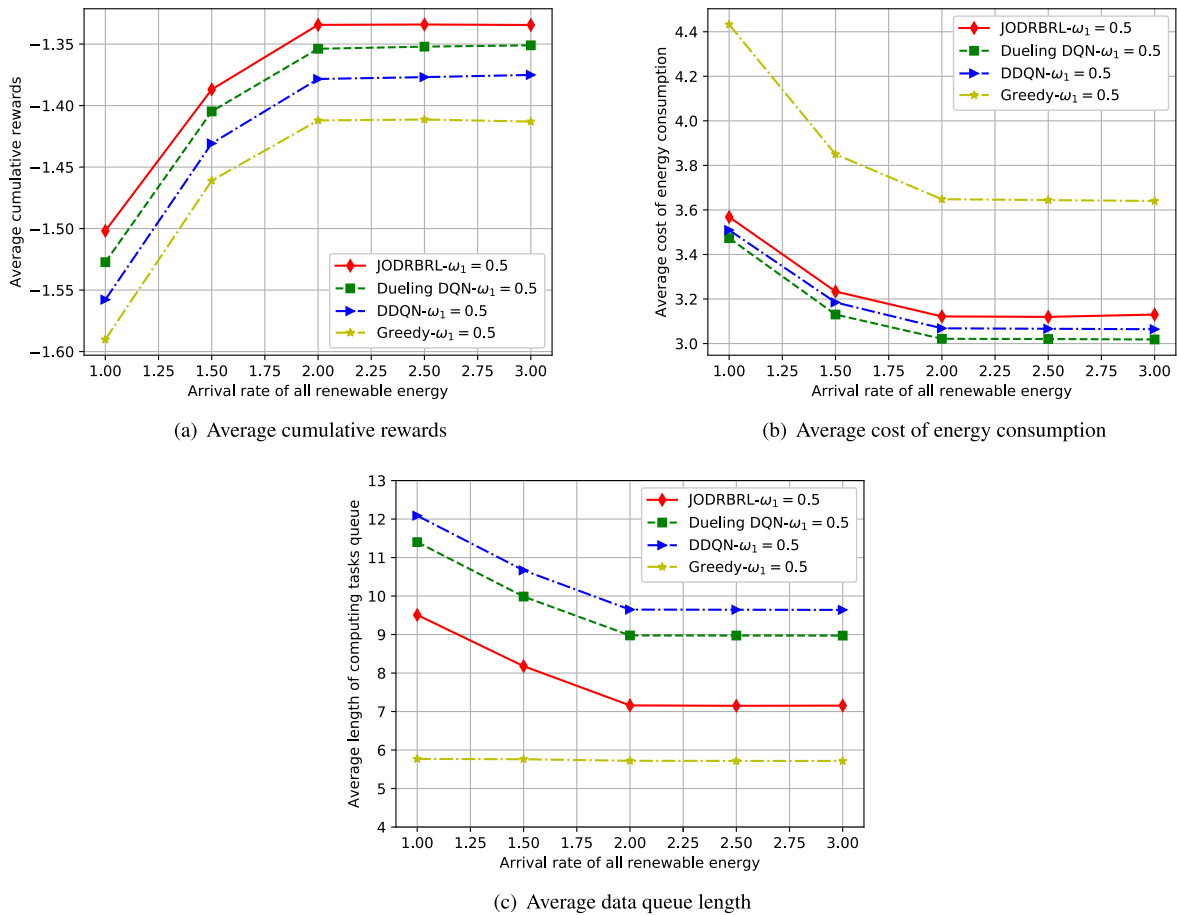 −1.35
−1.40
−1.45
−1.50
−1.55
−1.60
Average cumulative rewards
JODRBRL-ω₁ = 0.5
Dueling DQN-ω₁ = 0.5
DDQN-ω₁ = 0.5
Greedy-ω₁ = 0.5
1.00 1.25 1.50 1.75 2.00 2.25 2.50 2.75 3.00
Arrival rate of all renewable energy
(a) Average cumulative rewards
4.4
4.2
4.0
3.8
3.6
3.4
3.2
3.0
Average cost of energy consumption
JODRBRL-ω₁ = 0.5
Dueling DQN-ω₁ = 0.5
DDQN-ω₁ = 0.5
Greedy-ω₁ = 0.5
1.00 1.25 1.50 1.75 2.00 2.25 2.50 2.75 3.00
Arrival rate of all renewable energy
(b) Average cost of energy consumption
13
12
11
10
9
8
7
6
5
4
Average length of computing tasks queue
JODRBRL-ω₁ = 0.5
Dueling DQN-ω₁ = 0.5
DDQN-ω₁ = 0.5
Greedy-ω₁ = 0.5
1.00 1.25 1.50 1.75 2.00 2.25 2.50 2.75 3.00
Arrival rate of all renewable energy
(c) Average data queue length